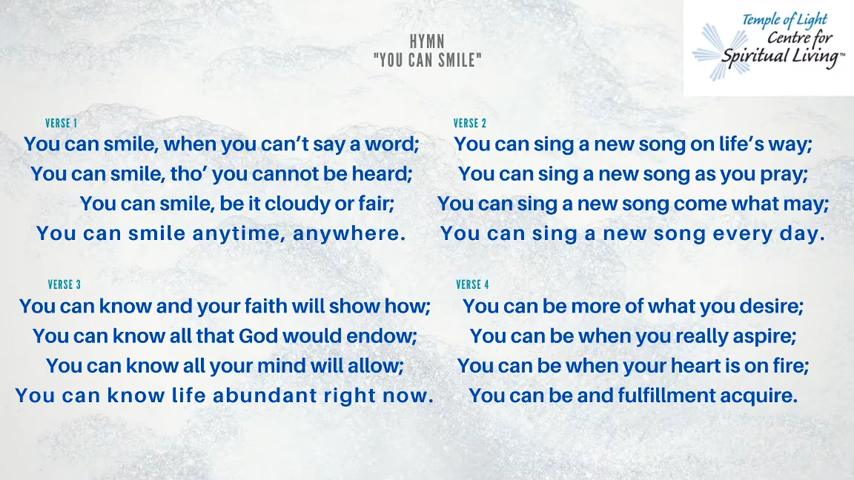 HYMN
"YOU CAN SMILE"
Temple of Light
Centre for
Spiritual Living™
VERSE 1
You can smile, when you can't say a word;
You can smile, tho' you cannot be heard;
You can smile, be it cloudy or fair;
You can smile anytime, anywhere.
VERSE 2
You can sing a new song on life's way;
You can sing a new song as you pray;
You can sing a new song come what may;
You can sing a new song every day.
VERSE 3
You can know and your faith will show how;
You can know all that God would endow;
You can know all your mind will allow;
You can know life abundant right now.
VERSE 4
You can be more of what you desire;
You can be when you really aspire;
You can be when your heart is on fire;
You can be and fulfillment acquire.